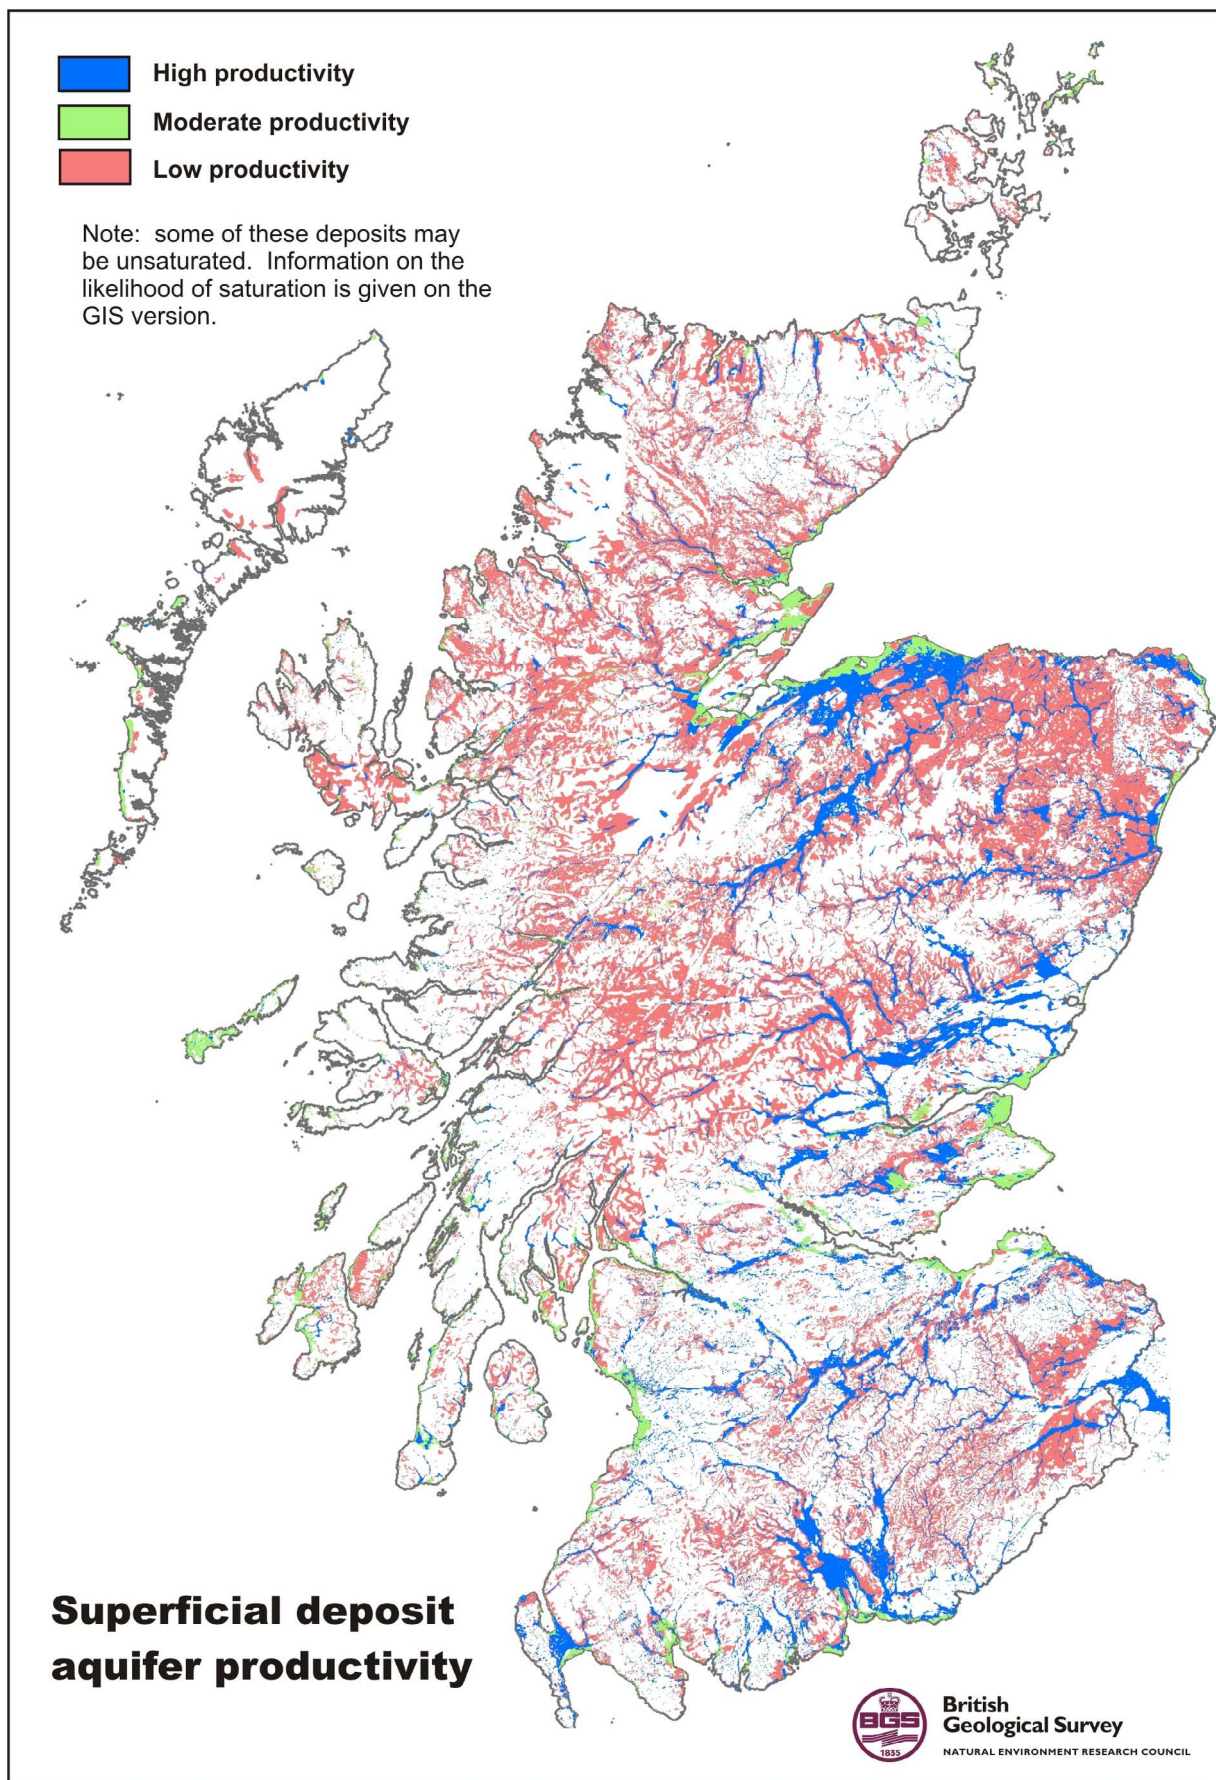 High productivity
Moderate productivity
Low productivity
Note: some of these deposits may
be unsaturated. Information on the
likelihood of saturation is given on the
GIS version.
Superficial deposit
aquifer productivity
BGS
1835
British
Geological Survey
NATURAL ENVIRONMENT RESEARCH COUNCIL